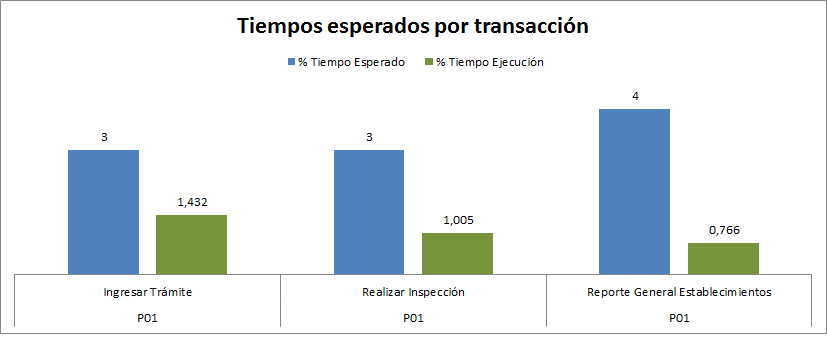 Tiempos esperados por transacción
% Tiempo Esperado % Tiempo Ejecución
3 1,432 3 1,005 4 0,766
Ingresar Trámite Realizar Inspección Reporte General Establecimientos
P01 P01 P01